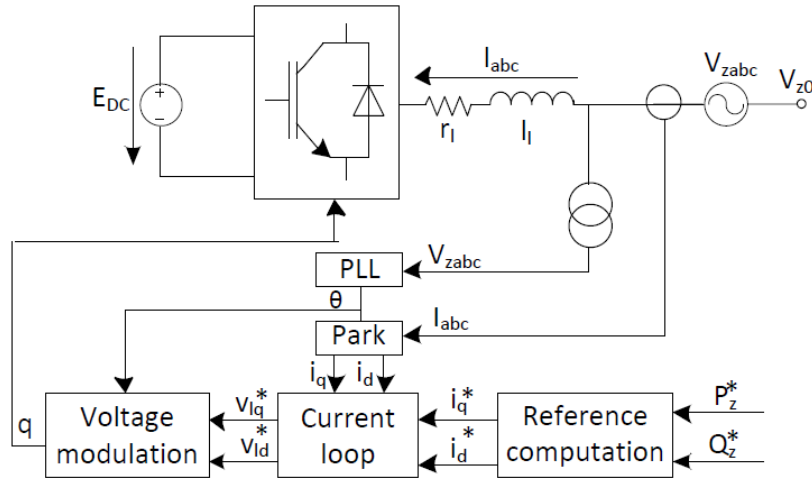 I_abc
V_zabc
V_z0
E_DC
+
−
r_l
l_l
V_zabc
PLL
θ
I_abc
Park
i_q i_d
q
Voltage
modulation
v_lq*
v_ld*
Current
loop
i_q*
i_d*
Reference
computation
P_z*
Q_z*